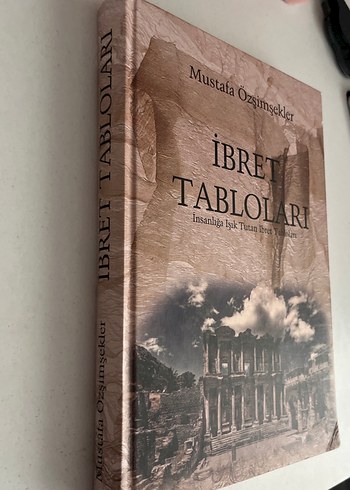 Mustafa Özşimşekler
İBRET
TABLOLARI
İnsanlığa Işık Tutan İbret Tabloları
Mustafa Özşimşekler
İBRET TABLOLARI